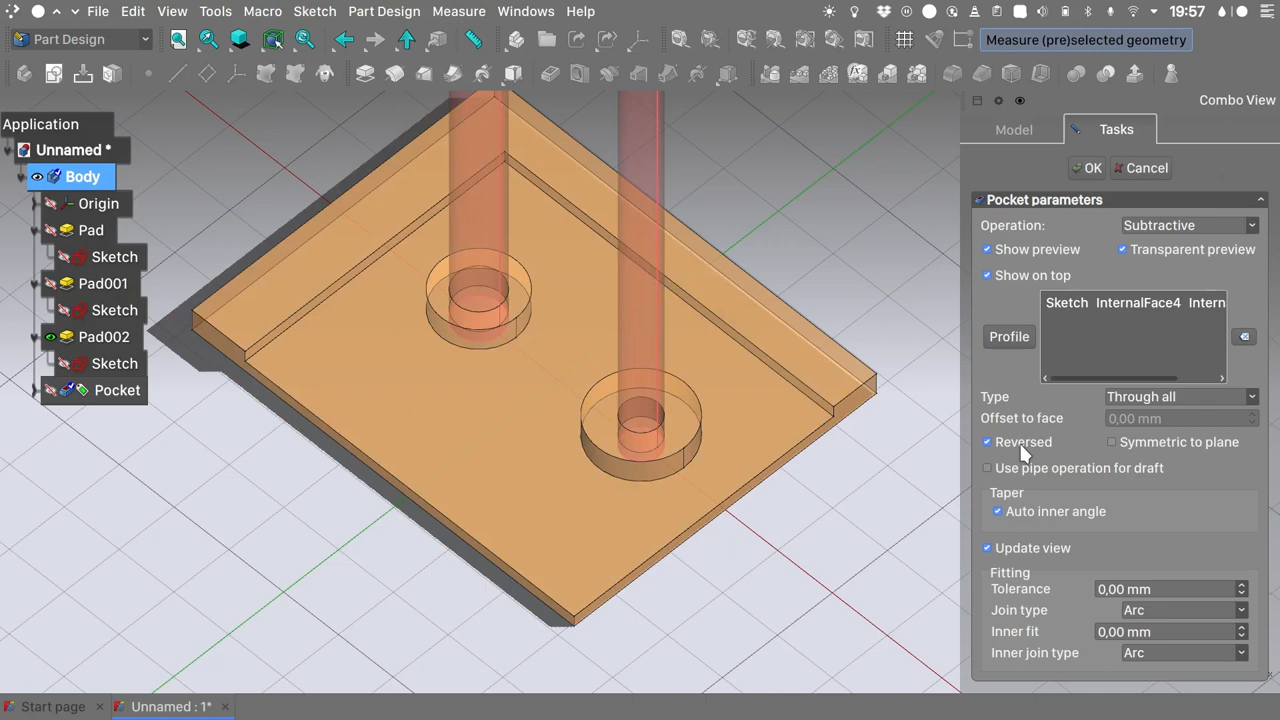 File Edit View Tools Macro Sketch Part Design Measure Windows Help 19:57
Part Design Measure (pre)selected geometry
Application
Unnamed *
Body
Origin
Pad
Sketch
Pad001
Sketch
Pad002
Sketch
Pocket
Combo View
Model Tasks
OK Cancel
Pocket parameters
Operation: Subtractive
Show preview Transparent preview
Show on top
Sketch InternalFace4 Intern
Profile
Type Through all
Offset to face 0,00 mm
Reversed Symmetric to plane
Use pipe operation for draft
Taper
Auto inner angle
Update view
Fitting
Tolerance 0,00 mm
Join type Arc
Inner fit 0,00 mm
Inner join type Arc
Start page Unnamed : 1*